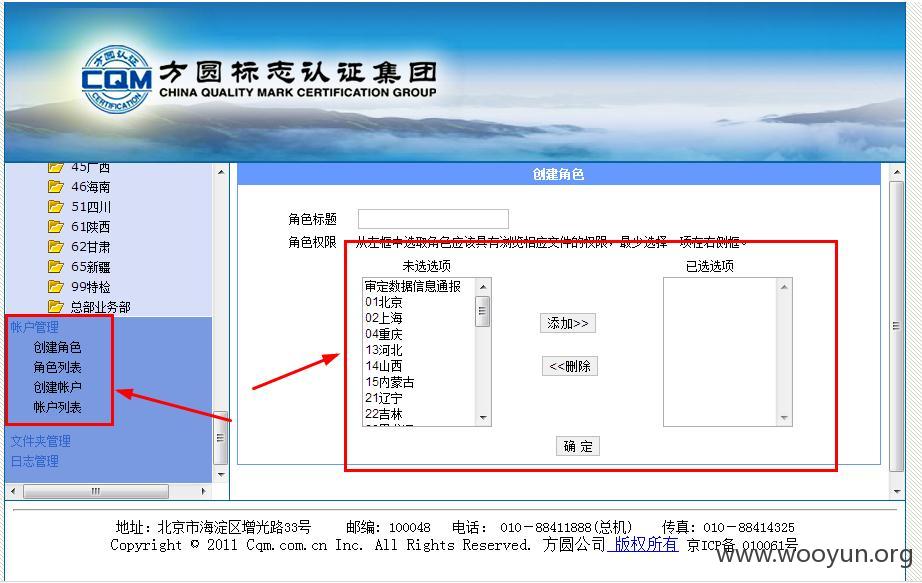 方圆标志认证
CQM
CERTIFICATION
方圆标志认证集团
CHINA QUALITY MARK CERTIFICATION GROUP
45广西
46海南
51四川
61陕西
62甘肃
65新疆
99特检
总部业务部
帐户管理
创建角色
角色列表
创建帐户
帐户列表
文件夹管理
日志管理
创建角色
角色标题
角色权限 从左框中选取角色应该具有浏览相应文件的权限，最少选择一项在右侧框。
未选选项 已选选项
审定数据信息通报
01北京
02上海
04重庆
13河北
14山西
15内蒙古
21辽宁
22吉林
添加>>
<<删除
确 定
地址：北京市海淀区增光路33号 邮编：100048 电话： 010-88411888(总机) 传真：010-88414325
Copyright © 2011 Cqm.com.cn Inc. All Rights Reserved. 方圆公司 版权所有 京ICP备 010061号
www.wooyun.org